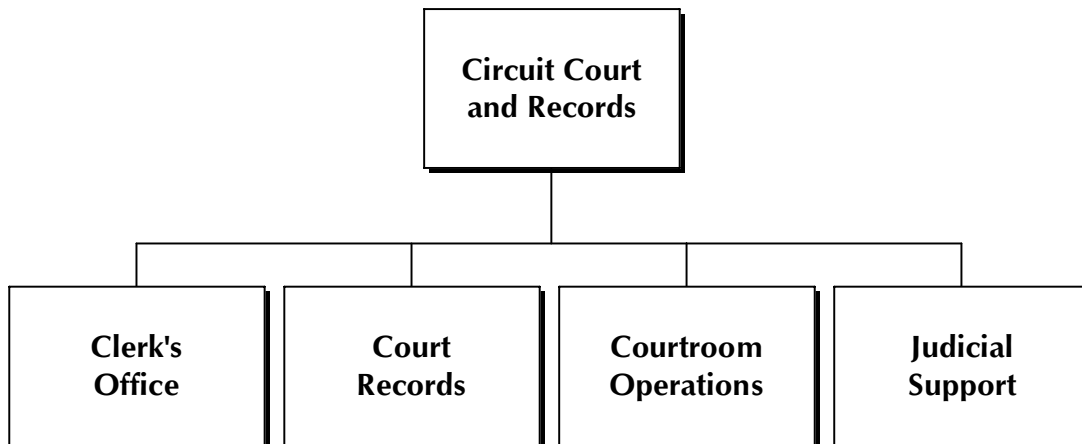 Circuit Court
and Records
Clerk's
Office
Court
Records
Courtroom
Operations
Judicial
Support